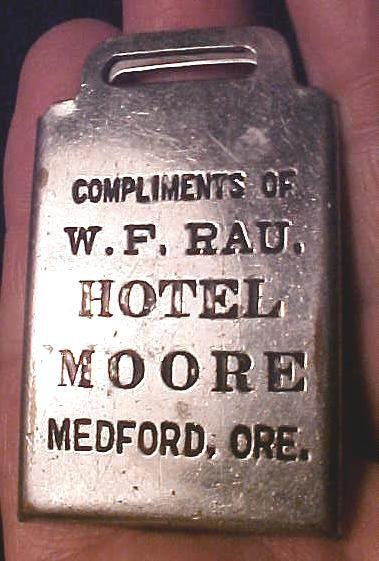 COMPLIMENTS OF
W. F. RAU.
HOTEL
MOORE
MEDFORD, ORE.